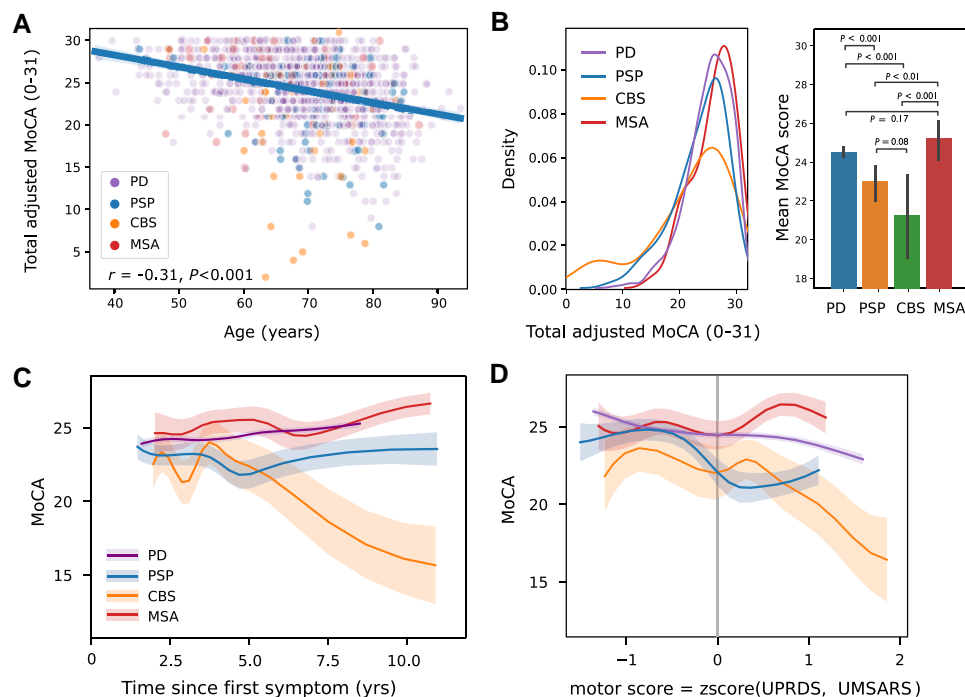 A
Total adjusted MoCA (0-31)
30
25
20
15
10
5
PD
PSP
CBS
MSA
r = -0.31, P<0.001
40
50
60
70
80
90
Age (years)
B
Density
0.10
0.08
0.06
0.04
0.02
0.00
PD
PSP
CBS
MSA
0
10
20
30
Total adjusted MoCA (0-31)
Mean MoCA score
30
28
26
24
22
20
18
P < .001
P < .001
P < .01
P < .001
P = 0.17
P = 0.08
PD PSP CBS MSA
C
MoCA
25
20
15
PD
PSP
CBS
MSA
0
2.5
5.0
7.5
10.0
Time since first symptom (yrs)
D
MoCA
25
20
15
−1
0
1
2
motor score = zscore(UPRDS, UMSARS)